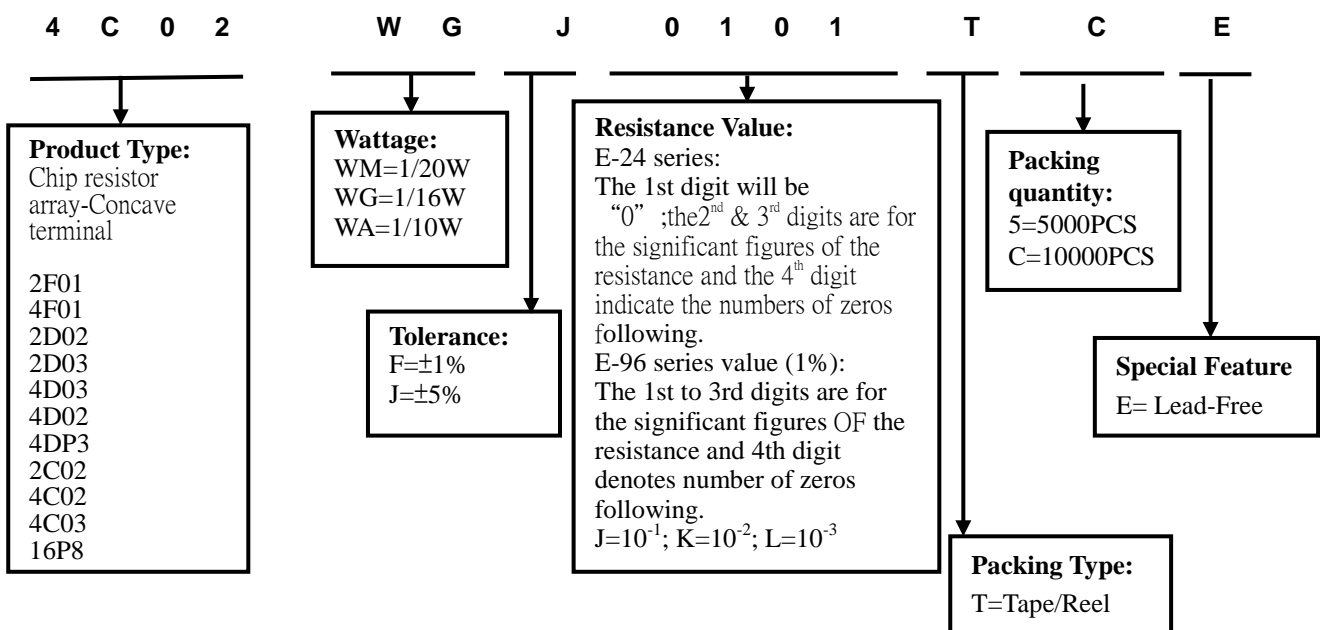 4 C 0 2 W G J 0 1 0 1 T C E
Product Type:
Chip resistor
array-Concave
terminal
2F01
4F01
2D02
2D03
4D03
4D02
4DP3
2C02
4C02
4C03
16P8
Wattage:
WM=1/20W
WG=1/16W
WA=1/10W
Tolerance:
F=±1%
J=±5%
Resistance Value:
E-24 series:
The 1st digit will be
“0” ;the2nd & 3rd digits are for
the significant figures of the
resistance and the 4th digit
indicate the numbers of zeros
following.
E-96 series value (1%):
The 1st to 3rd digits are for
the significant figures OF the
resistance and 4th digit
denotes number of zeros
following.
J=10-1; K=10-2; L=10-3
Packing
quantity:
5=5000PCS
C=10000PCS
Special Feature
E= Lead-Free
Packing Type:
T=Tape/Reel